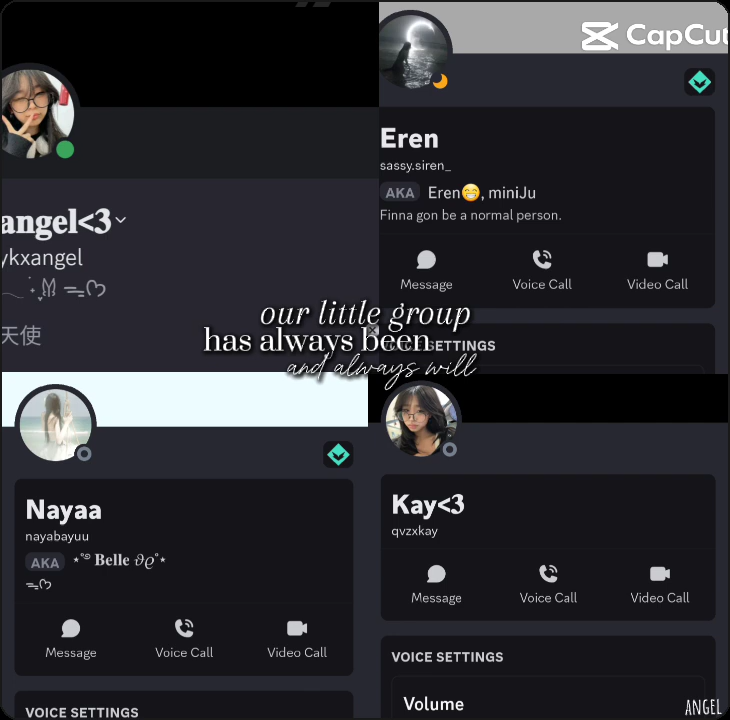 CapCut
angel<3
ykxangel
天使
Eren
sassy.siren_
AKA Eren😁, miniJu
Finna gon be a normal person.
Message Voice Call Video Call
VOICE SETTINGS
our little group
has always been
and always will
Nayaa
nayabayuu
AKA ⋆˚࿔ 𝐁𝐞𝐥𝐥𝐞 𝜗𝜚˚⋆
Message Voice Call Video Call
VOICE SETTINGS
Kay<3
qvzxkay
Message Voice Call Video Call
VOICE SETTINGS
Volume
ANGEL